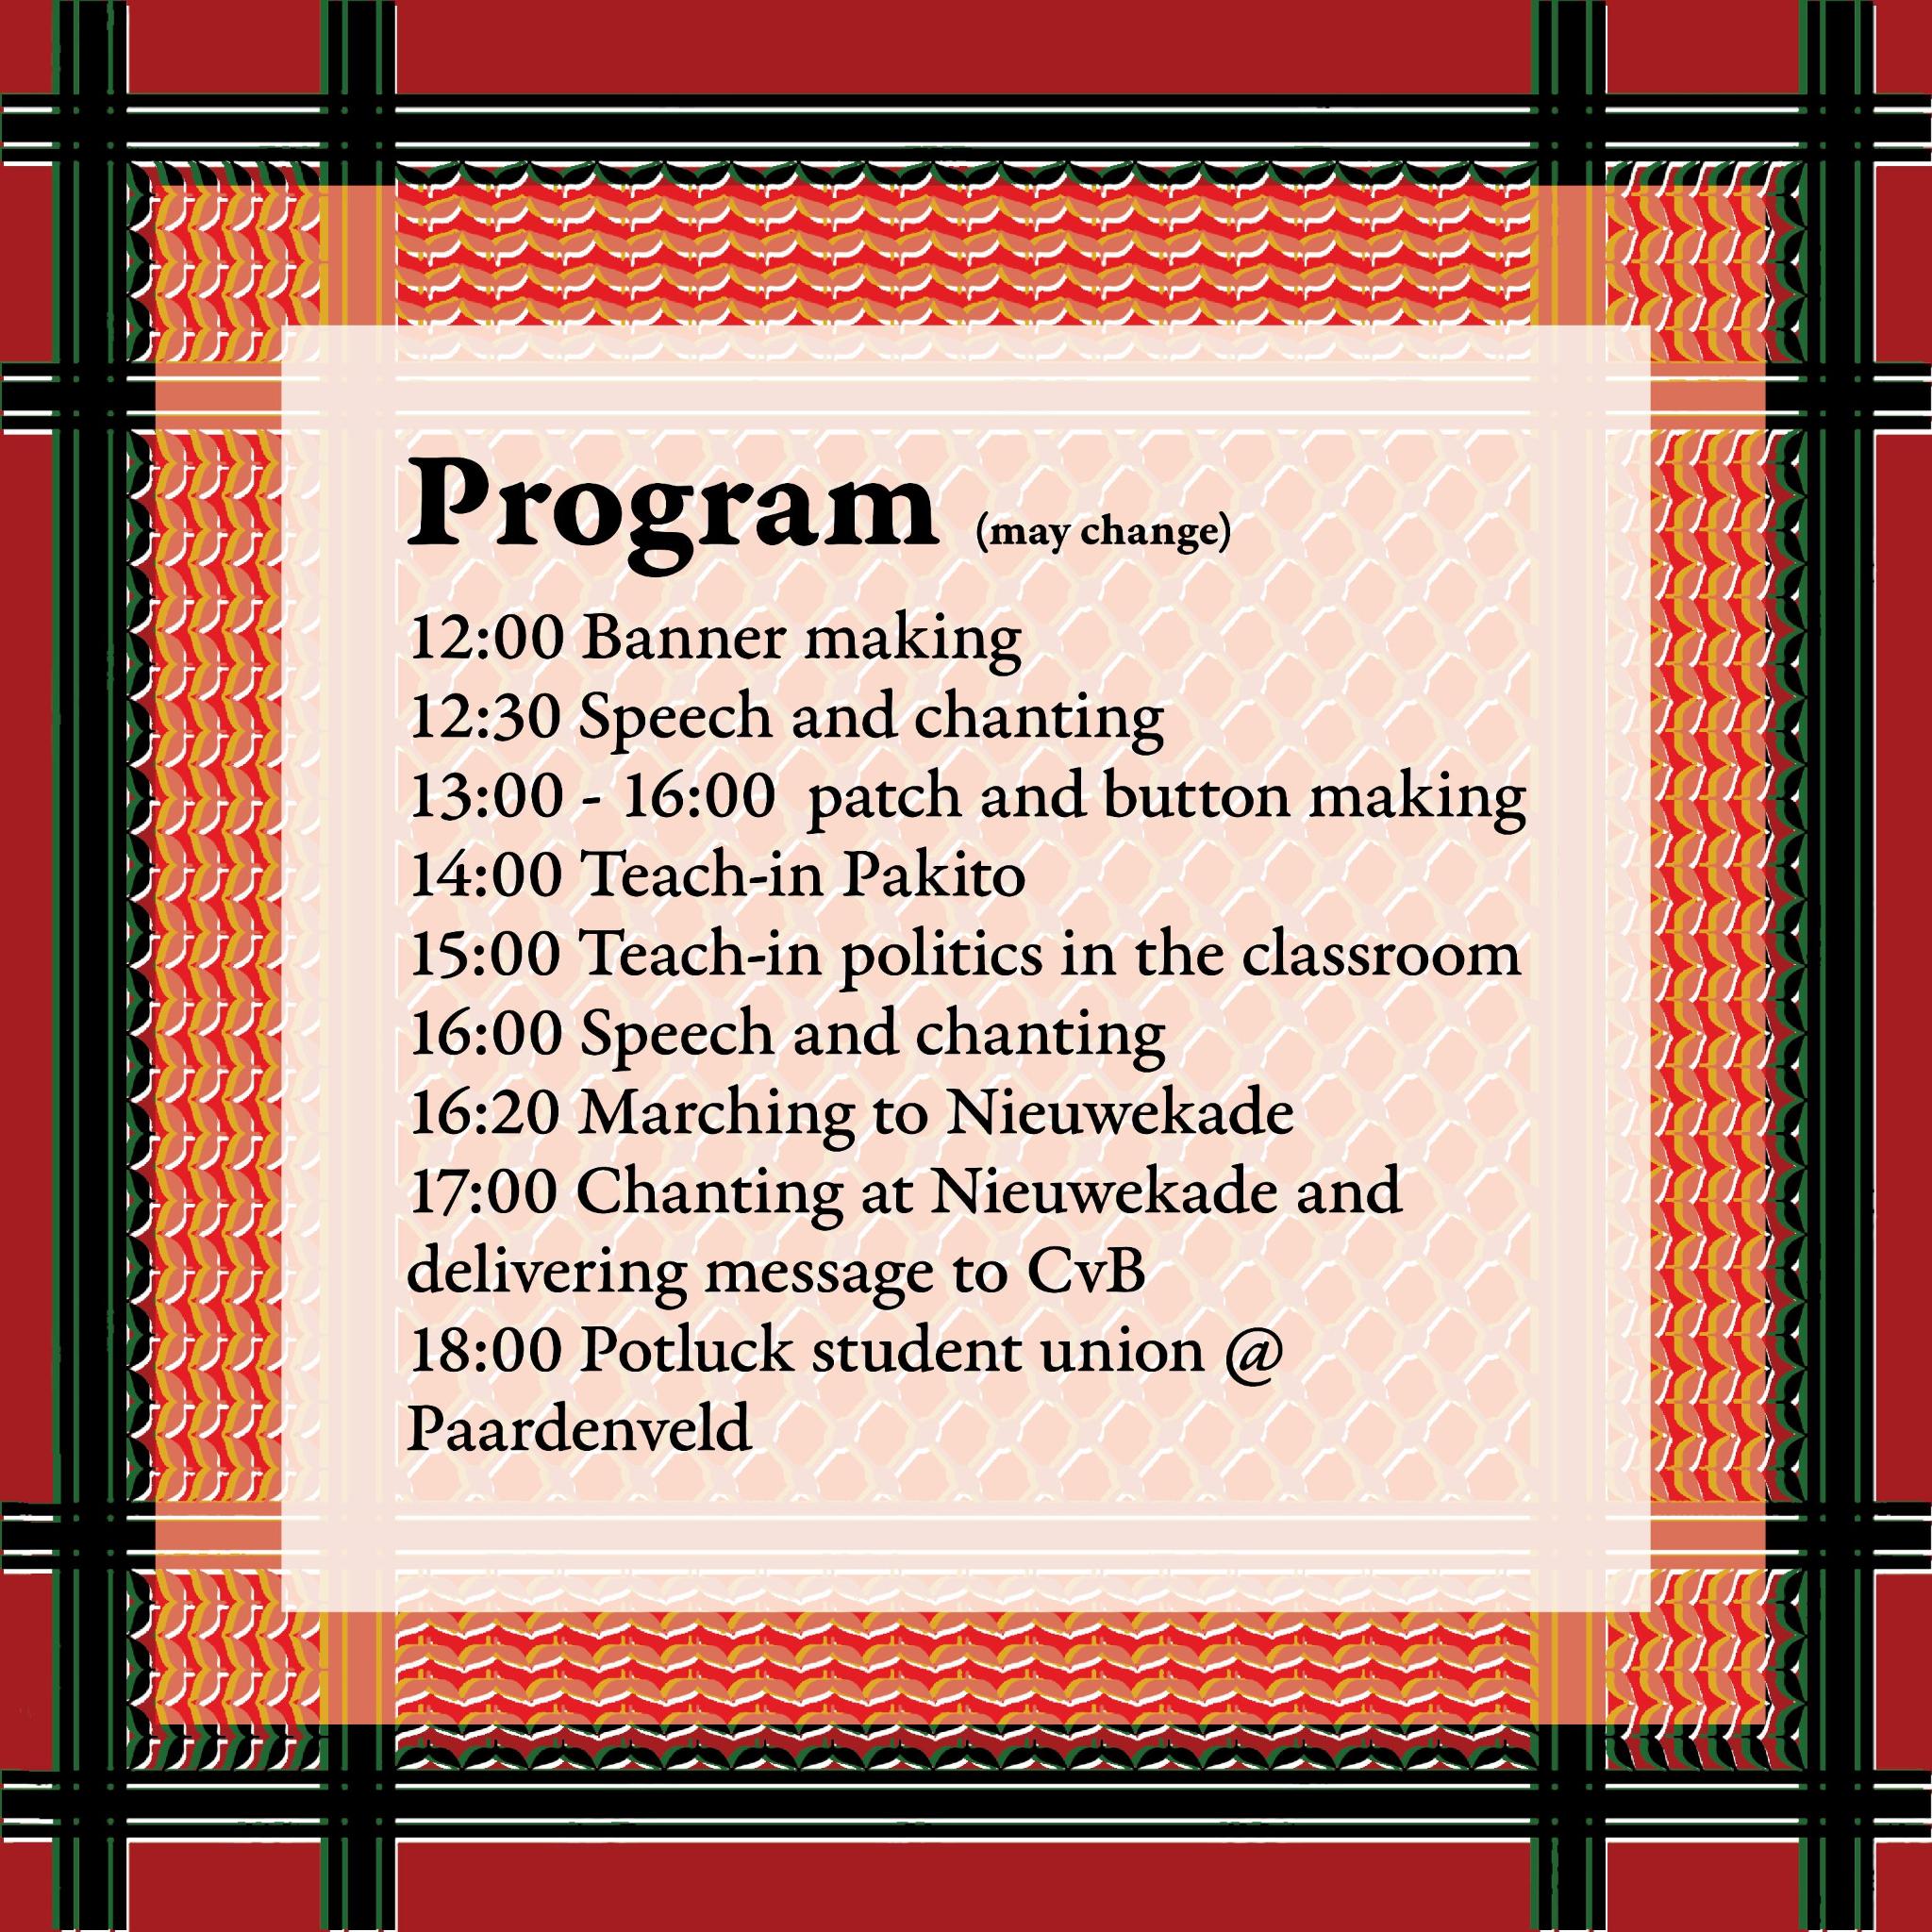 Program (may change)
12:00 Banner making
12:30 Speech and chanting
13:00 - 16:00  patch and button making
14:00 Teach-in Pakito
15:00 Teach-in politics in the classroom
16:00 Speech and chanting
16:20 Marching to Nieuwekade
17:00 Chanting at Nieuwekade and
delivering message to CvB
18:00 Potluck student union @
Paardenveld